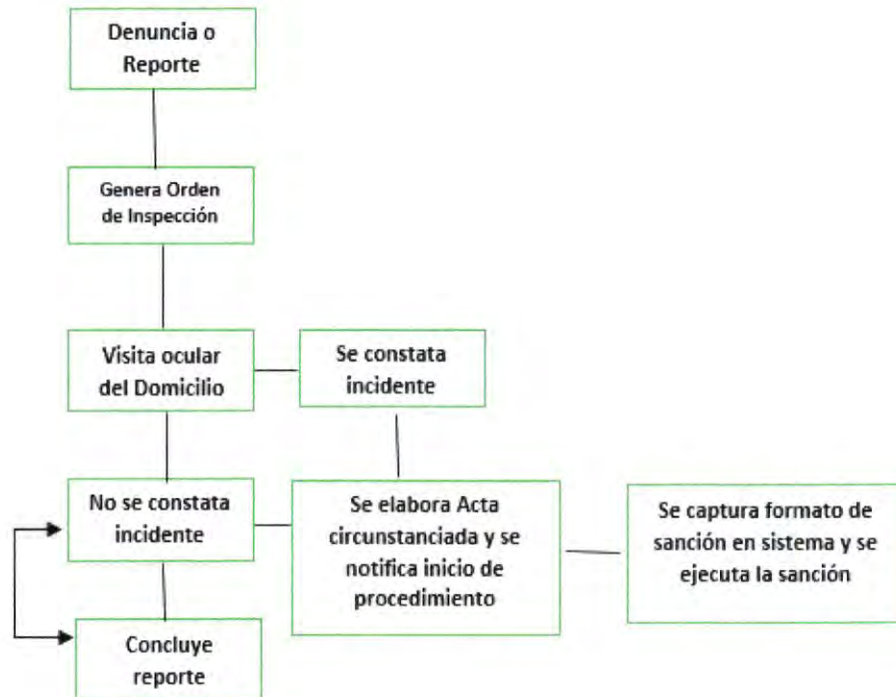 Denuncia o
Reporte
Genera Orden
de Inspección
Visita ocular
del Domicilio
Se constata
incidente
No se constata
incidente
Se elabora Acta
circunstanciada y se
notifica inicio de
procedimiento
Se captura formato de
sanción en sistema y se
ejecuta la sanción
Concluye
reporte